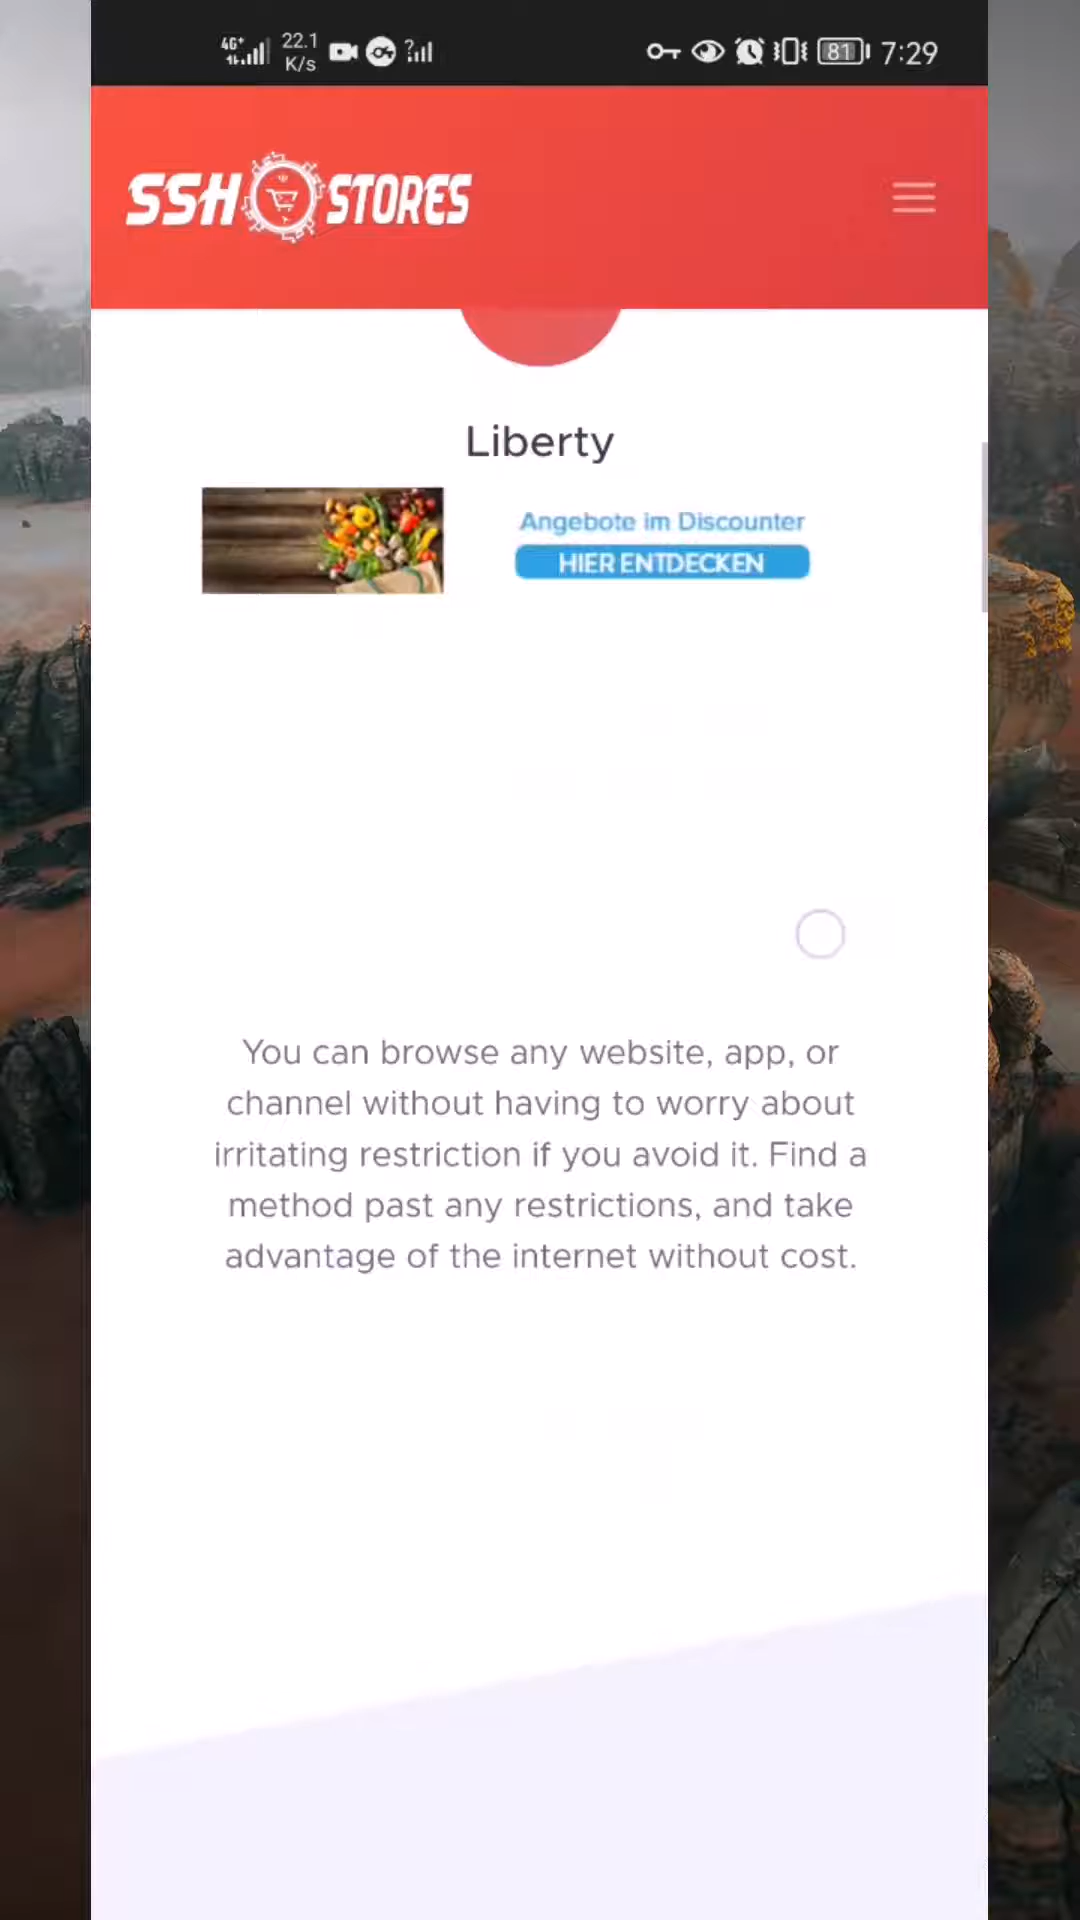 4G+ 22.1 K/s ? 81 7:29
SSH STORES
Liberty
Angebote im Discounter
HIER ENTDECKEN
You can browse any website, app, or
channel without having to worry about
irritating restriction if you avoid it. Find a
method past any restrictions, and take
advantage of the internet without cost.